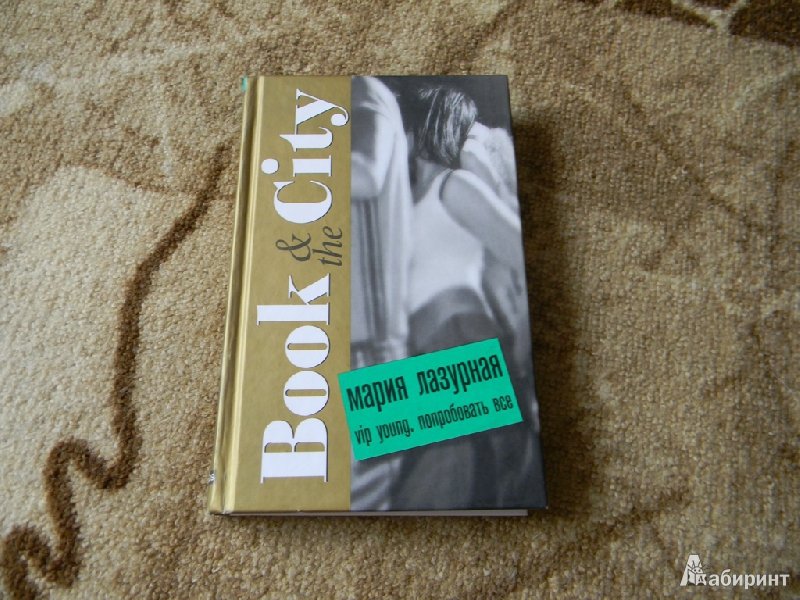 Book
& the
City
мария лазурная
vip young. попробовать все
s
Лабиринт